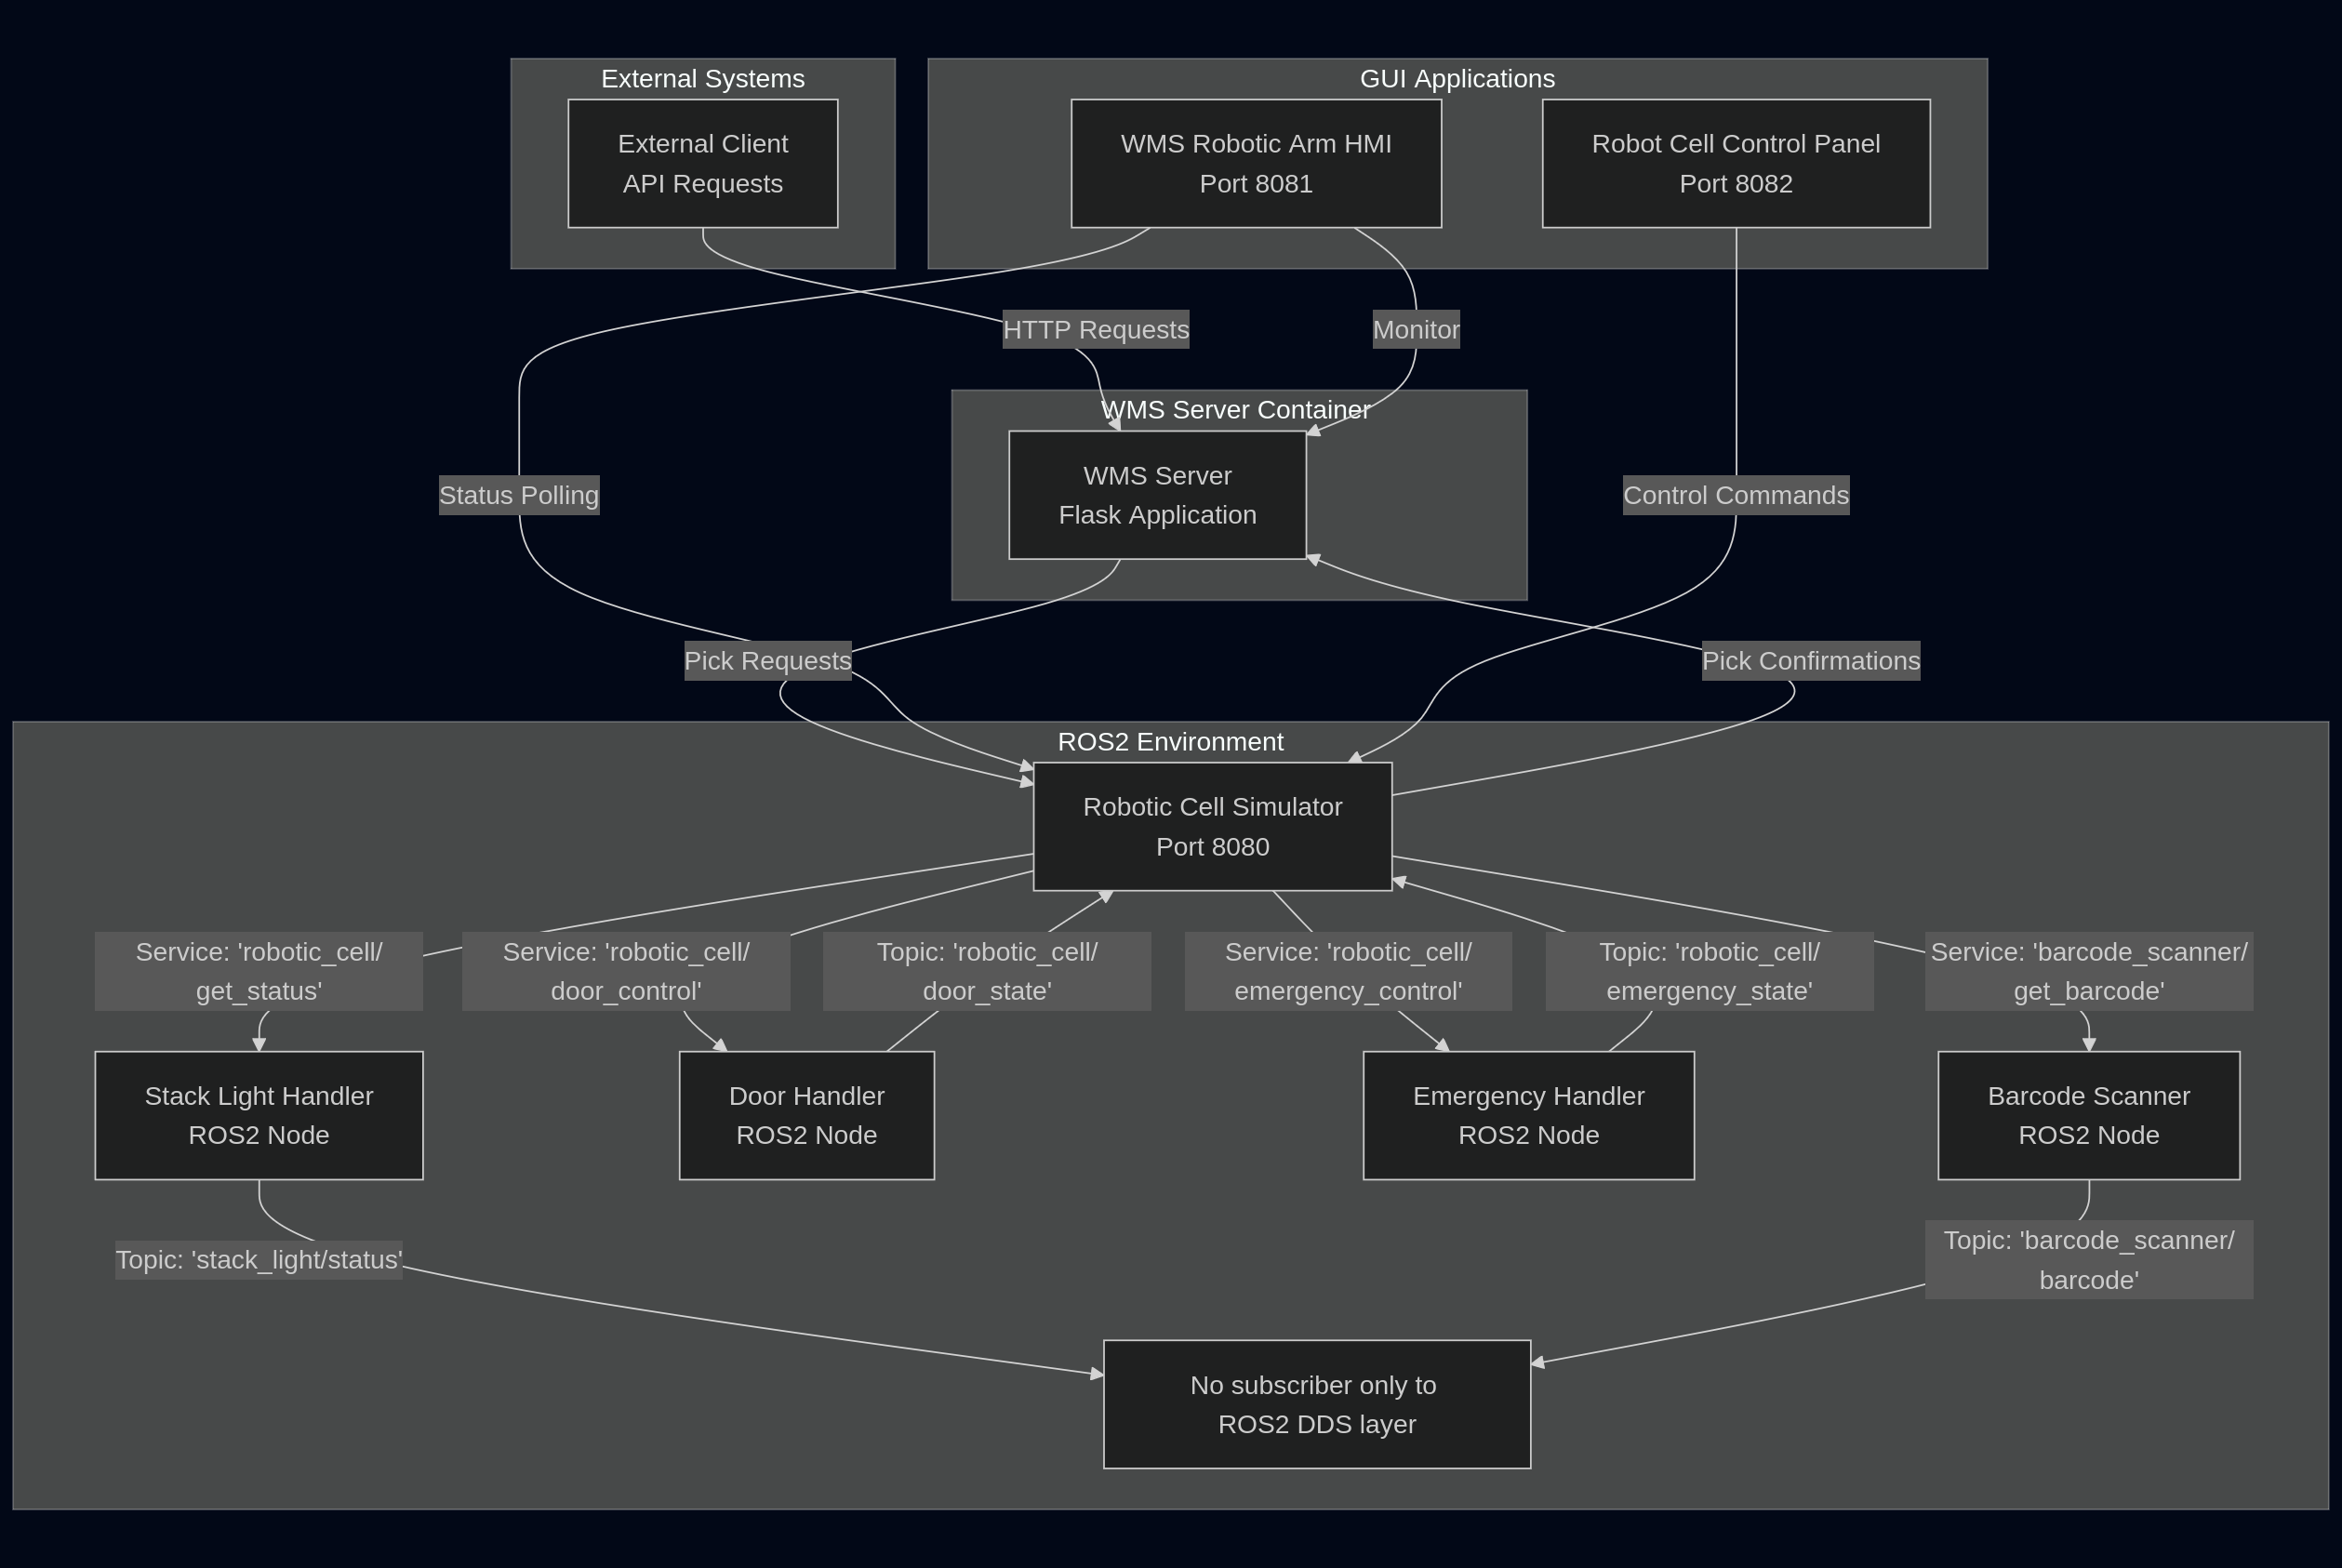 External Systems
External Client
API Requests
GUI Applications
WMS Robotic Arm HMI
Port 8081
Robot Cell Control Panel
Port 8082
HTTP Requests
Monitor
WMS Server Container
WMS Server
Flask Application
Status Polling
Control Commands
Pick Requests
Pick Confirmations
ROS2 Environment
Robotic Cell Simulator
Port 8080
Service: 'robotic_cell/
get_status'
Service: 'robotic_cell/
door_control'
Topic: 'robotic_cell/
door_state'
Service: 'robotic_cell/
emergency_control'
Topic: 'robotic_cell/
emergency_state'
Service: 'barcode_scanner/
get_barcode'
Stack Light Handler
ROS2 Node
Door Handler
ROS2 Node
Emergency Handler
ROS2 Node
Barcode Scanner
ROS2 Node
Topic: 'stack_light/status'
Topic: 'barcode_scanner/
barcode'
No subscriber only to
ROS2 DDS layer